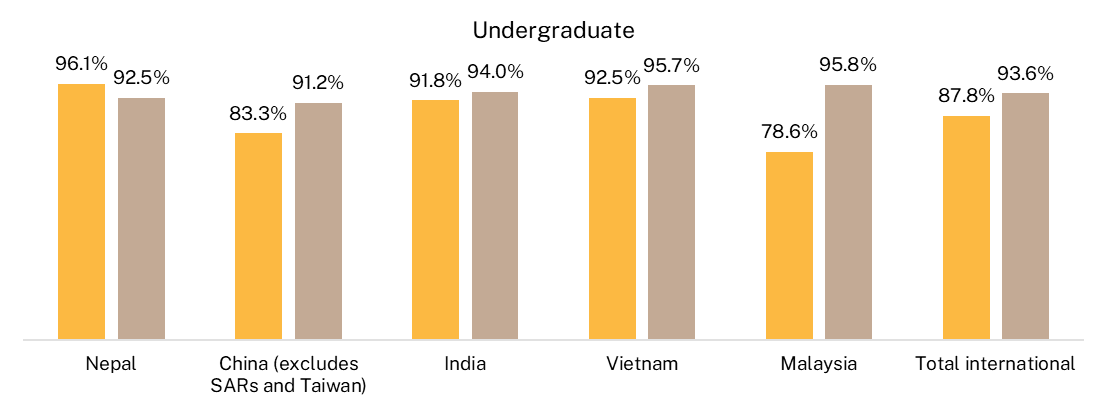 Undergraduate
96.1% 92.5% 83.3% 91.2% 91.8% 94.0% 92.5% 95.7% 78.6% 95.8% 87.8% 93.6%
Nepal China (excludes India Vietnam Malaysia Total international
SARs and Taiwan)